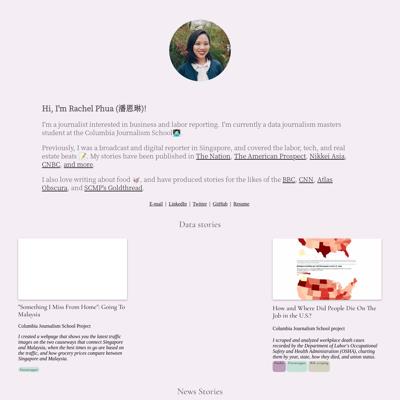 Hi, I'm Rachel Phua (潘恩琳)!
I'm a journalist interested in business and labor reporting. I'm currently a data journalism masters
student at the Columbia Journalism School👩🏻‍💻.
Previously, I was a broadcast and digital reporter in Singapore, and covered the labor, tech, and real
estate beats 📝. My stories have been published in The Nation, The American Prospect, Nikkei Asia,
CNBC, and more.
I also love writing about food 🥡, and have produced stories for the likes of the BBC, CNN, Atlas
Obscura, and SCMP's Goldthread.
E-mail | LinkedIn | Twitter | GitHub | Resume
Data stories
"Something I Miss From Home": Going To
Malaysia
Columbia Journalism School Project
I created a webpage that shows you the latest traffic
images on the two causeways that connect Singapore
and Malaysia, when the best times to go are based on
the traffic, and how grocery prices compare between
Singapore and Malaysia.
How and Where Did People Die On The
Job in the U.S.?
Columbia Journalism School project
I scraped and analyzed workplace death cases
recorded by the Department of Labor's Occupational
Safety and Health Administration (OSHA), charting
them by year, state, how they died, and union status.
News Stories